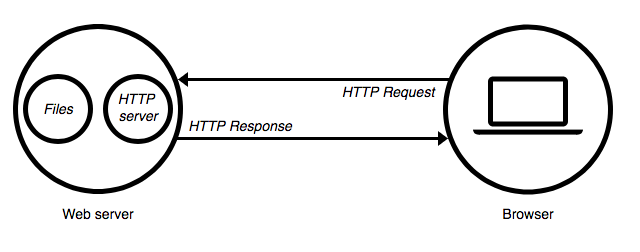 Files
HTTP
server
HTTP Request
HTTP Response
Web server
Browser